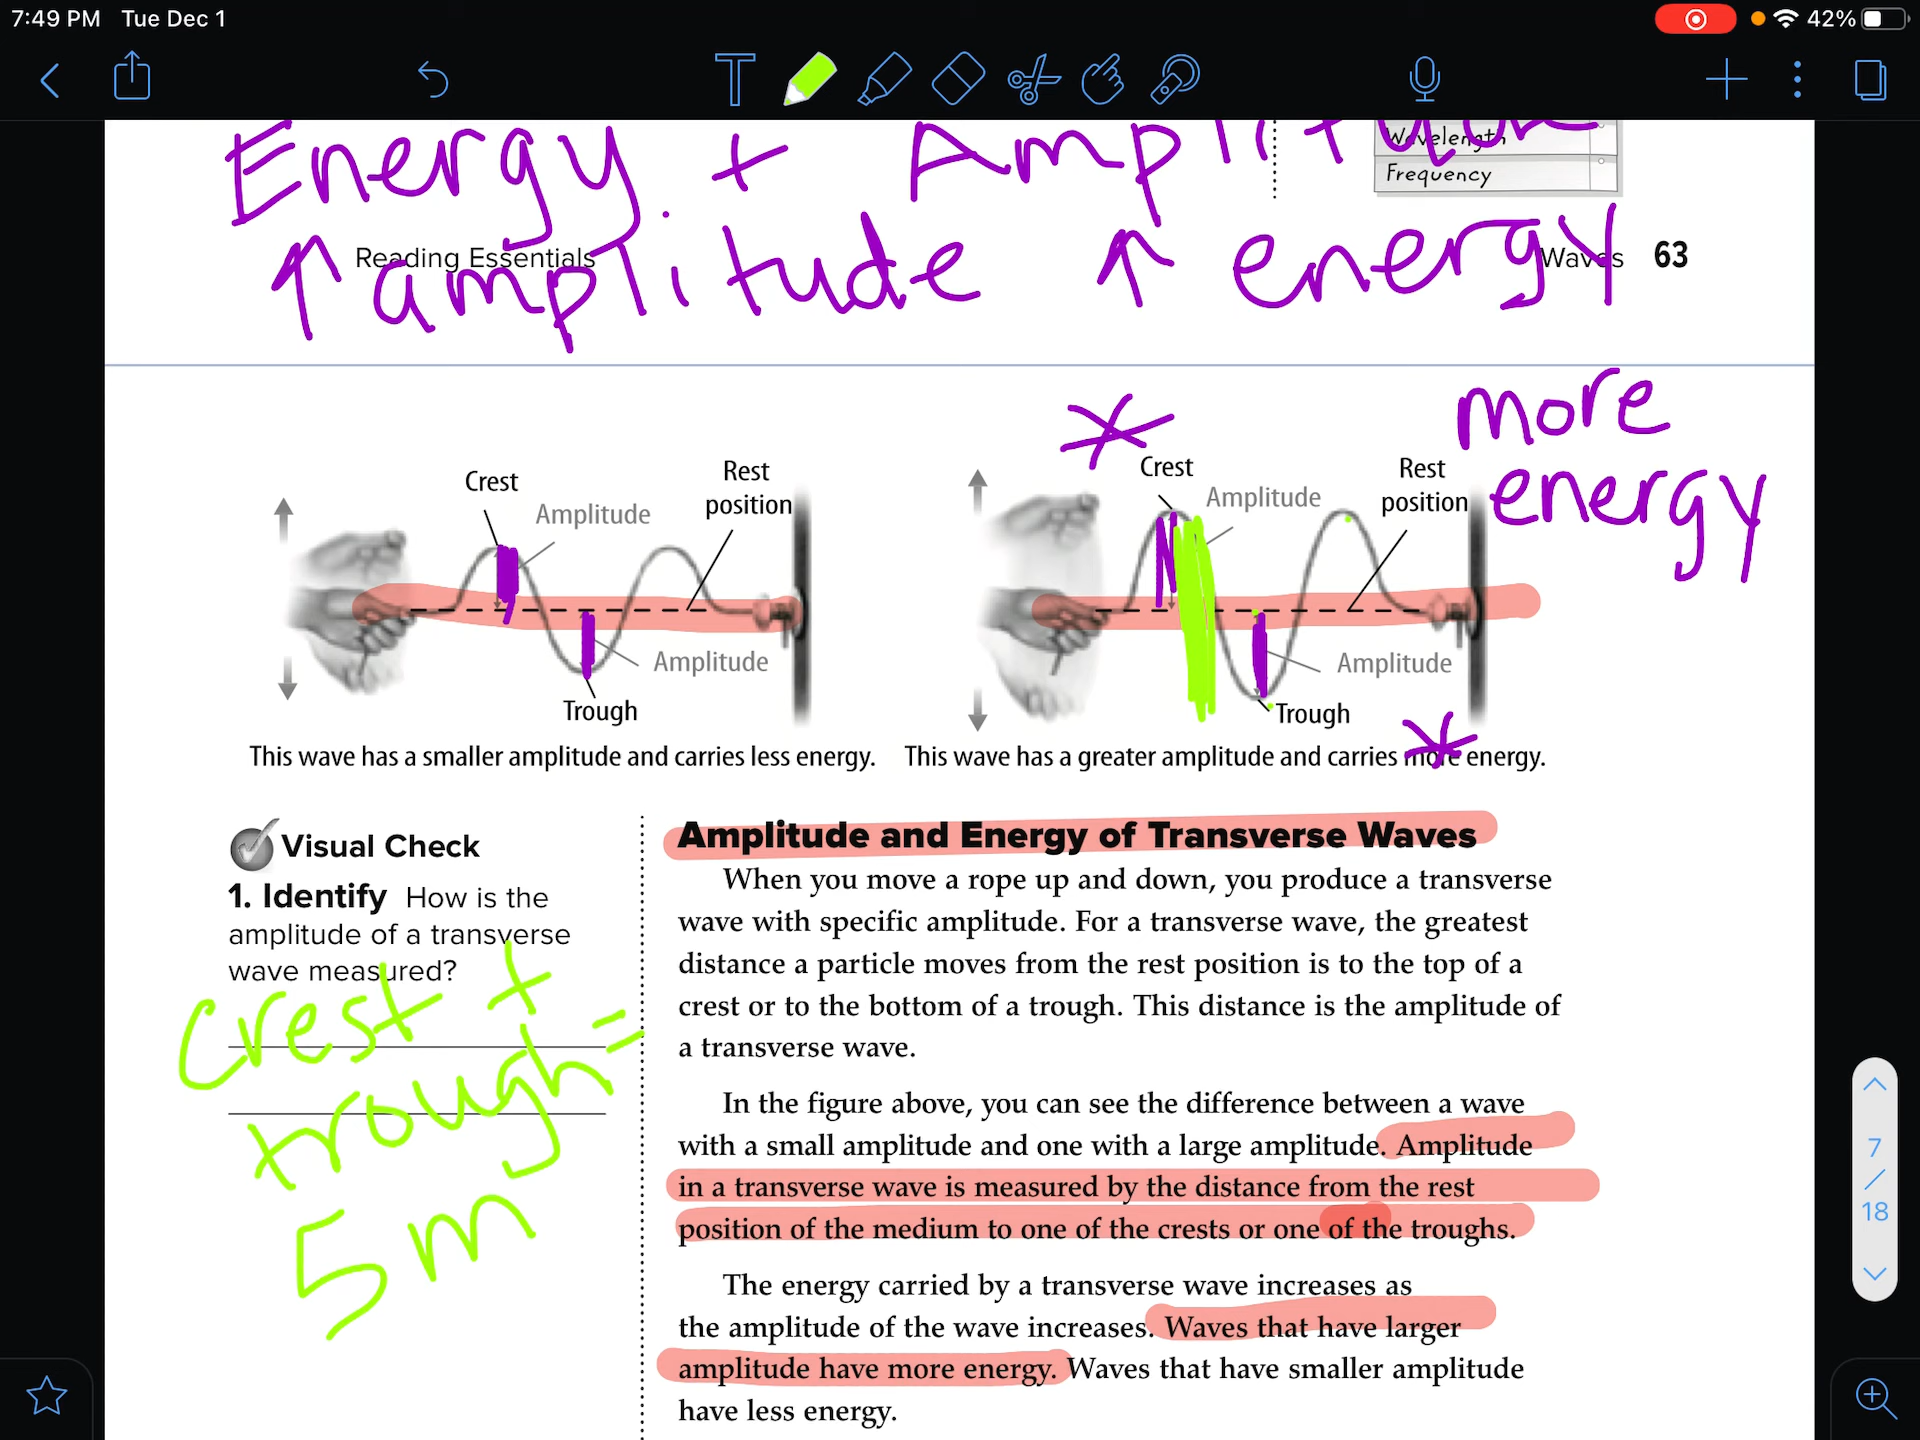 7:49 PM Tue Dec 1
42%
Energy + Amplitude
Wavelength
Frequency
↑ amplitude ↑ energy
Reading Essentials
Waves 63
more
energy
Crest
Amplitude
Rest
position
Amplitude
Trough
This wave has a smaller amplitude and carries less energy.
Crest
Amplitude
Rest
position
Amplitude
Trough
This wave has a greater amplitude and carries more energy.
Visual Check
1. Identify How is the
amplitude of a transverse
wave measured?
Crest +
trough =
5m
Amplitude and Energy of Transverse Waves
When you move a rope up and down, you produce a transverse
wave with specific amplitude. For a transverse wave, the greatest
distance a particle moves from the rest position is to the top of a
crest or to the bottom of a trough. This distance is the amplitude of
a transverse wave.
In the figure above, you can see the difference between a wave
with a small amplitude and one with a large amplitude. Amplitude
in a transverse wave is measured by the distance from the rest
position of the medium to one of the crests or one of the troughs.
The energy carried by a transverse wave increases as
the amplitude of the wave increases. Waves that have larger
amplitude have more energy. Waves that have smaller amplitude
have less energy.
7
/
18